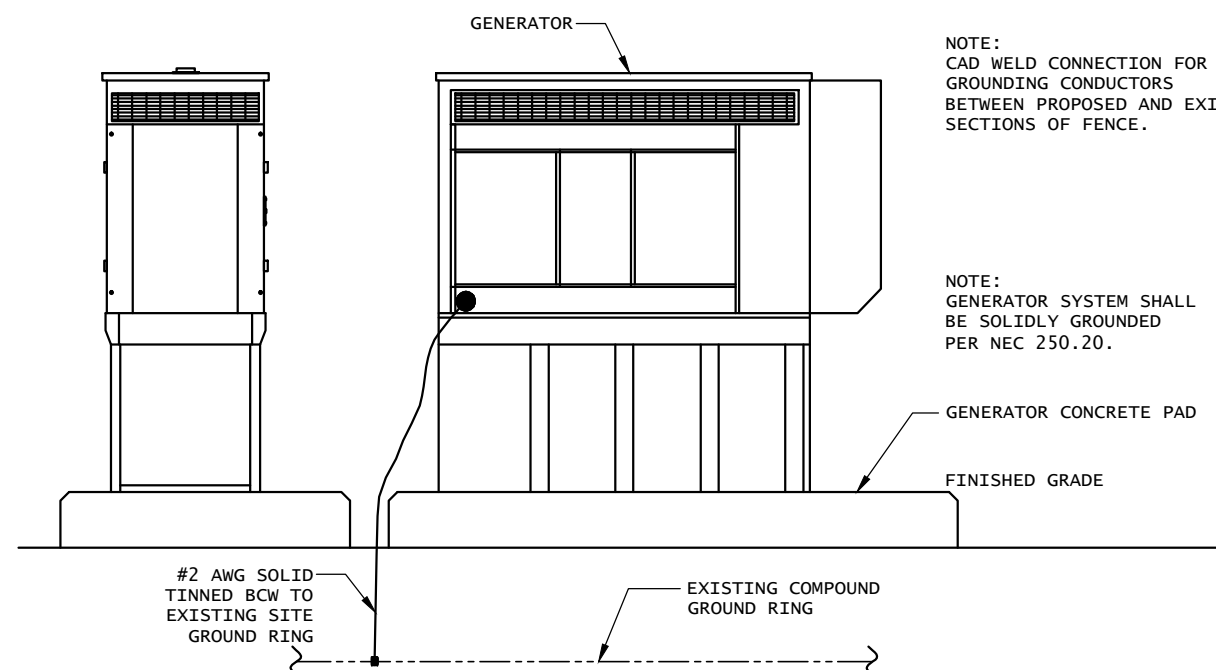 GENERATOR
NOTE:
CAD WELD CONNECTION FOR
GROUNDING CONDUCTORS
BETWEEN PROPOSED AND
SECTIONS OF FENCE.
NOTE:
GENERATOR SYSTEM SHALL
BE SOLIDLY GROUNDED
PER NEC 250.20.
GENERATOR CONCRETE PAD
FINISHED GRADE
#2 AWG SOLID
TINNED BCW TO
EXISTING SITE
GROUND RING
EXISTING COMPOUND
GROUND RING